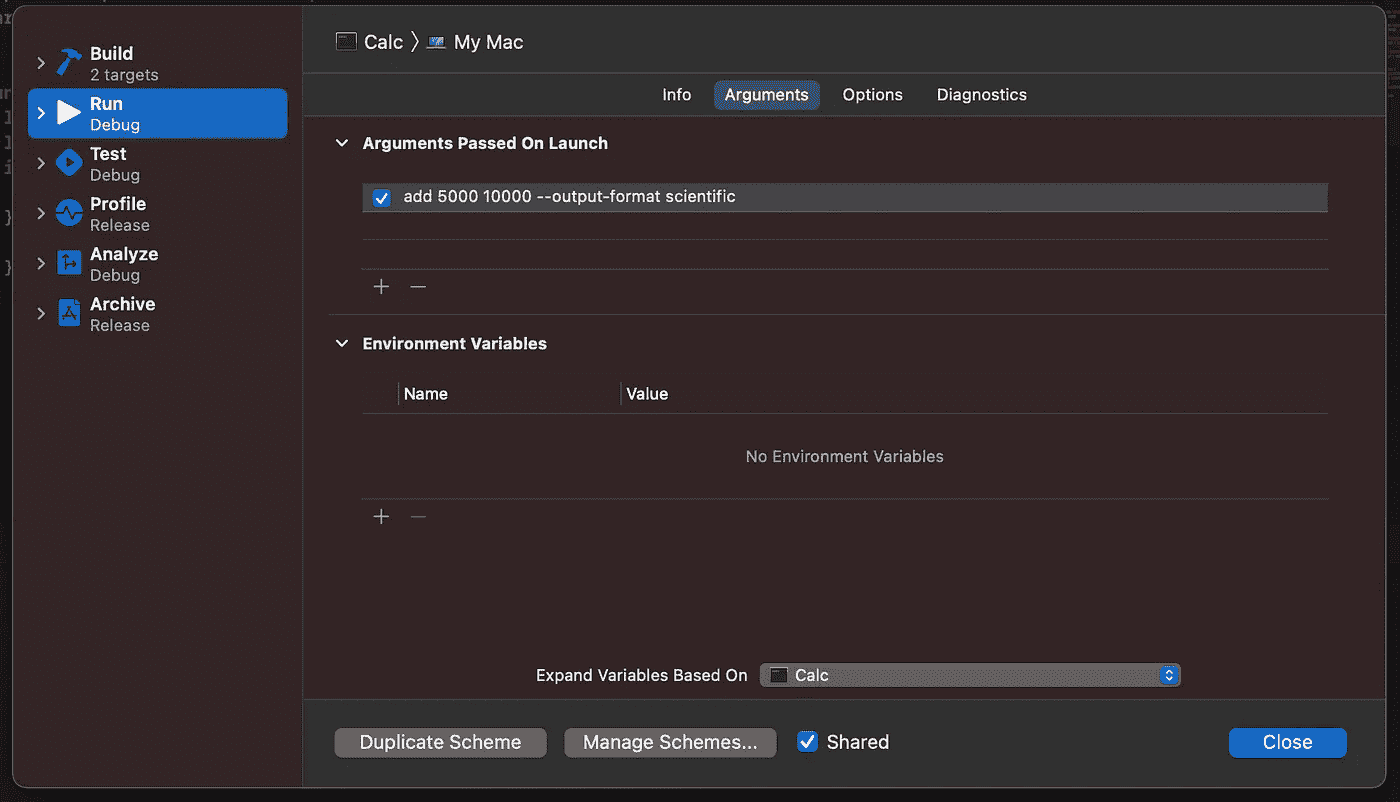 Build
2 targets
Run
Debug
Test
Debug
Profile
Release
Analyze
Debug
Archive
Release
Calc 〉 My Mac
Info Arguments Options Diagnostics
Arguments Passed On Launch
add 5000 10000 --output-format scientific
Environment Variables
Name Value
No Environment Variables
Expand Variables Based On Calc
Duplicate Scheme Manage Schemes... Shared Close